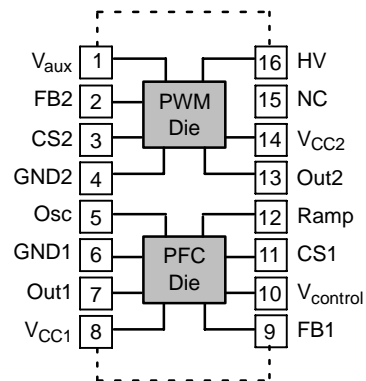 Vaux 1 16 HV
FB2 2 PWM 15 NC
CS2 3 Die 14 VCC2
GND2 4 13 Out2
Osc 5 12 Ramp
GND1 6 PFC 11 CS1
Out1 7 Die 10 Vcontrol
VCC1 8 9 FB1